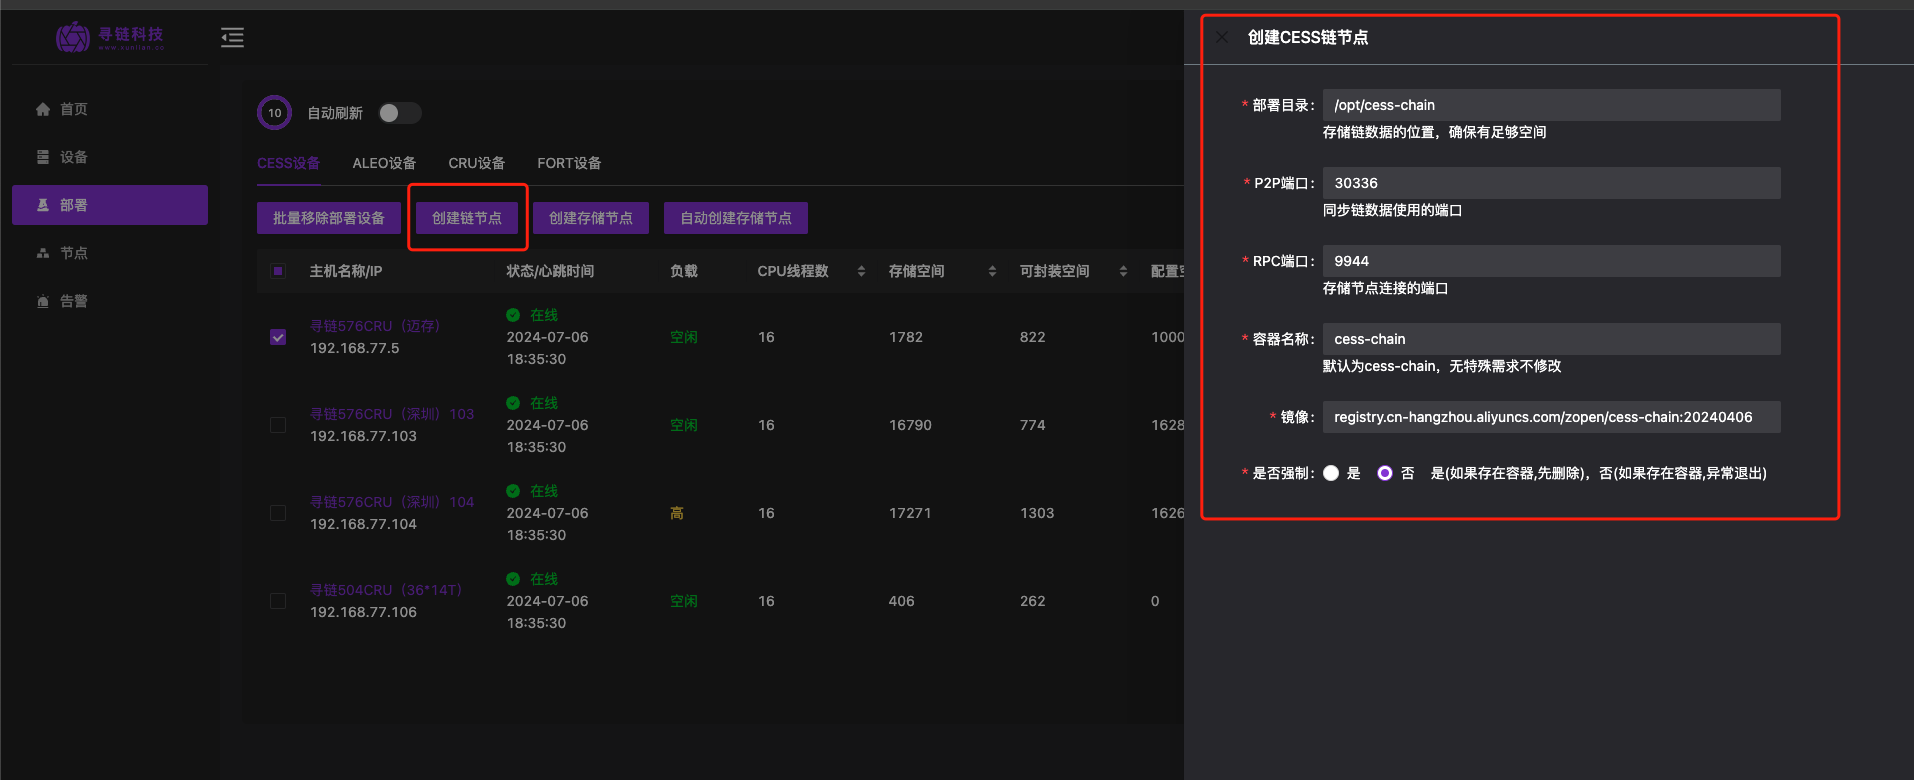 寻链科技
www.xunlian.co
首页
设备
部署
节点
告警
10 自动刷新
CESS设备 ALEO设备 CRU设备 FORT设备
批量移除部署设备 创建链节点 创建存储节点 自动创建存储节点
主机名称/IP 状态/心跳时间 负载 CPU线程数 存储空间 可封装空间 配置
寻链576CRU（迈存）
192.168.77.5
在线
2024-07-06
18:35:30
空闲 16 1782 822 1000
寻链576CRU（深圳）103
192.168.77.103
在线
2024-07-06
18:35:30
空闲 16 16790 774 1628
寻链576CRU（深圳）104
192.168.77.104
在线
2024-07-06
18:35:30
高 16 17271 1303 1626
寻链504CRU（36*14T）
192.168.77.106
在线
2024-07-06
18:35:30
空闲 16 406 262 0
创建CESS链节点
* 部署目录: /opt/cess-chain
存储链数据的位置，确保有足够空间
* P2P端口: 30336
同步链数据使用的端口
* RPC端口: 9944
存储节点连接的端口
* 容器名称: cess-chain
默认为cess-chain，无特殊需求不修改
* 镜像: registry.cn-hangzhou.aliyuncs.com/zopen/cess-chain:20240406
* 是否强制: 是 否 是(如果存在容器,先删除)，否(如果存在容器,异常退出)